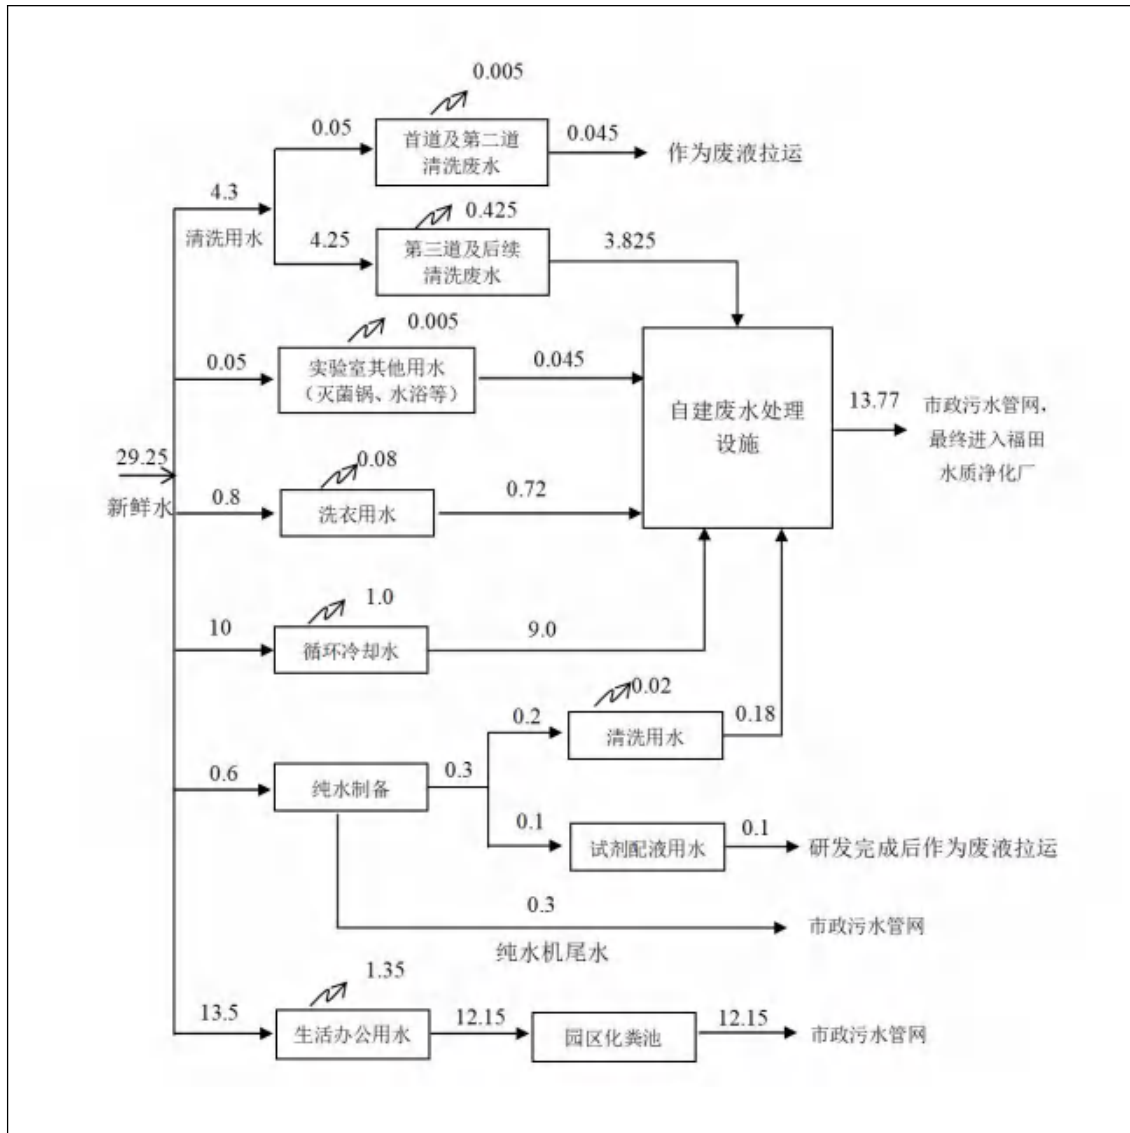 0.005
0.05
首道及第二道
清洗废水
0.045
作为废液拉运
4.3
清洗用水
0.425
4.25
第三道及后续
清洗废水
3.825
0.005
0.05
实验室其他用水
（灭菌锅、水浴等）
0.045
自建废水处理
设施
13.77
市政污水管网，
最终进入福田
水质净化厂
29.25
新鲜水
0.08
0.8
洗衣用水
0.72
1.0
10
循环冷却水
9.0
0.02
0.2
清洗用水
0.18
0.6
纯水制备
0.3
0.1
试剂配液用水
0.1
研发完成后作为废液拉运
0.3
纯水机尾水
市政污水管网
1.35
13.5
生活办公用水
12.15
园区化粪池
12.15
市政污水管网